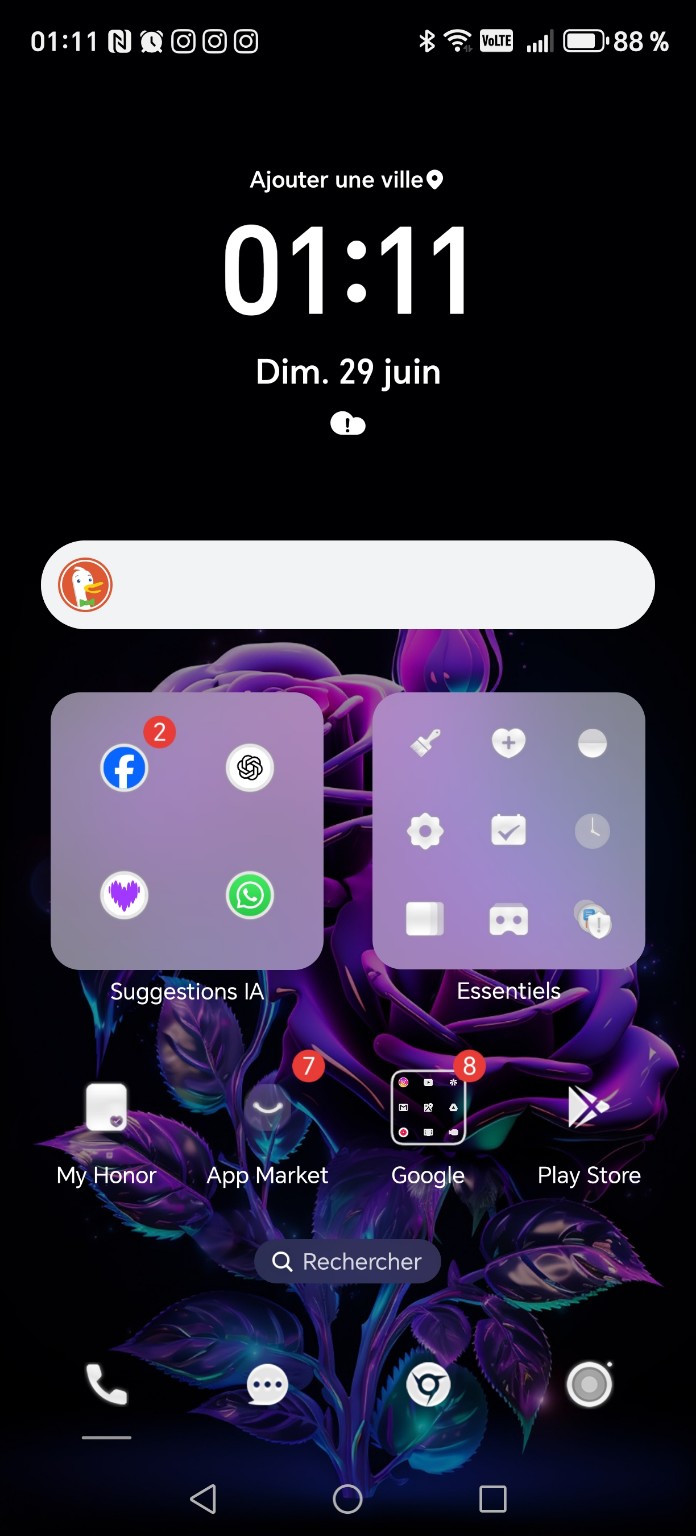 01:11 VoLTE 88 %
Ajouter une ville
01:11
Dim. 29 juin
2
Suggestions IA Essentiels
7 8
My Honor App Market Google Play Store
Rechercher